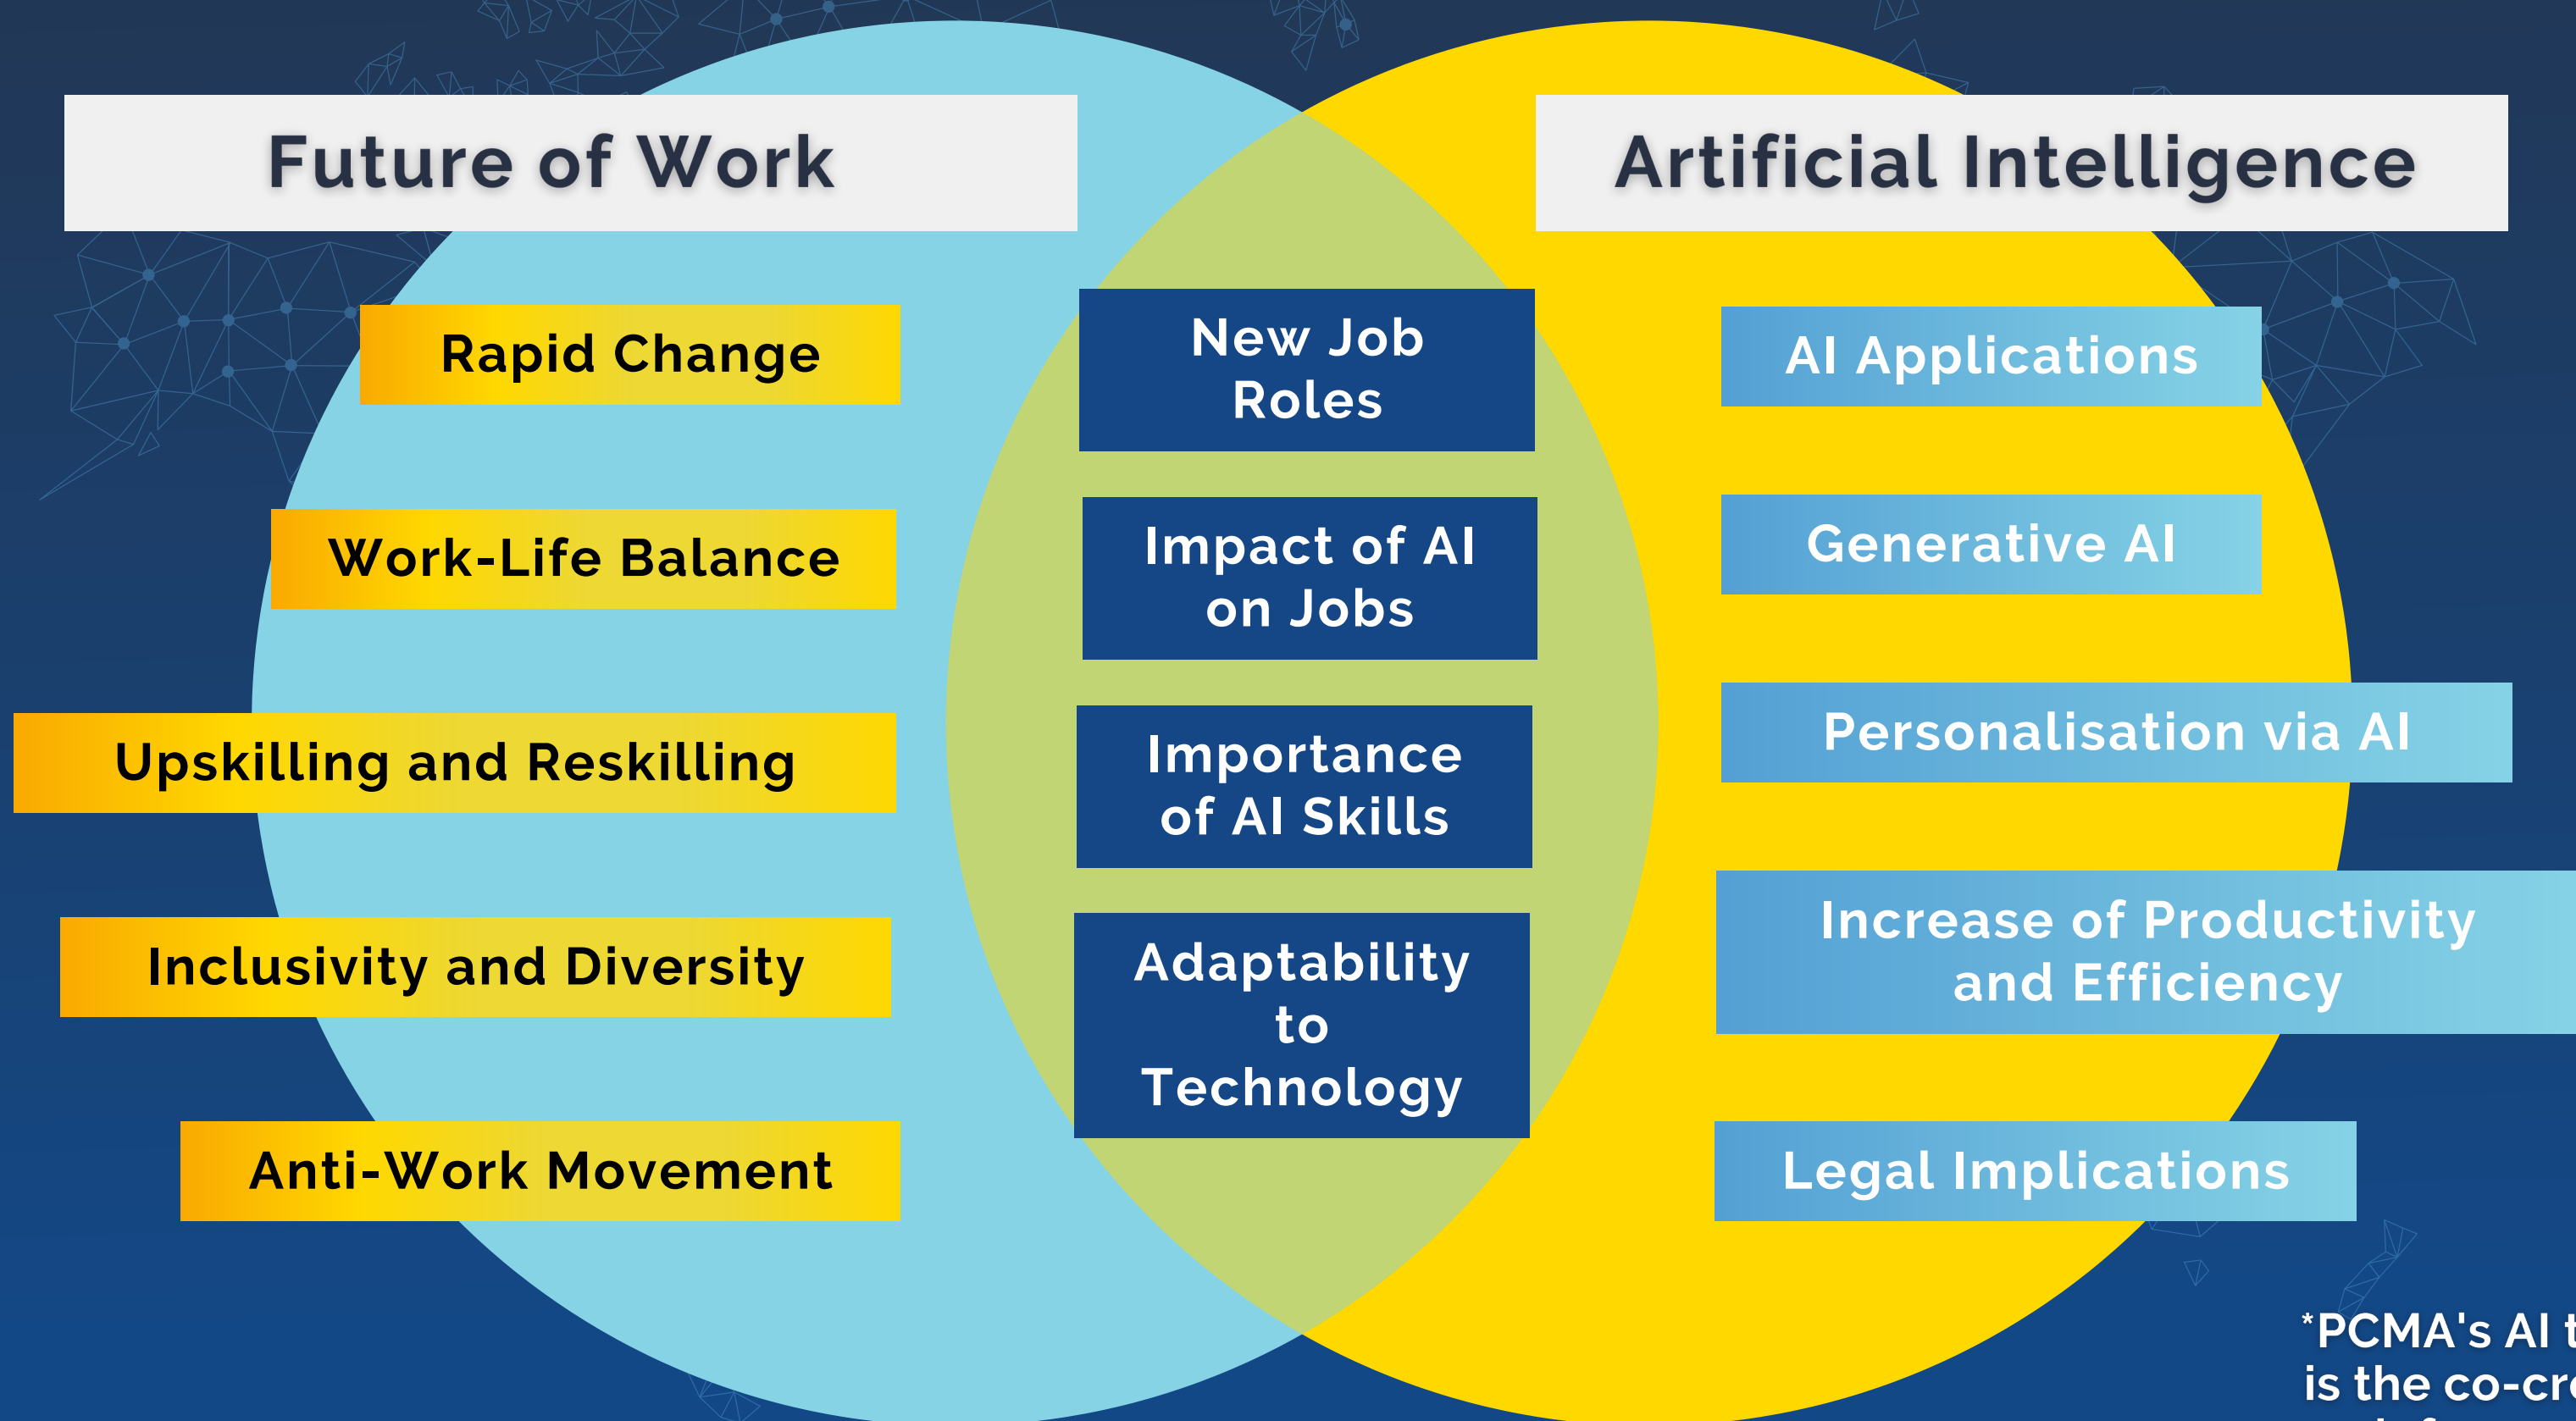 Future of Work
Artificial Intelligence
Rapid Change
Work-Life Balance
Upskilling and Reskilling
Inclusivity and Diversity
Anti-Work Movement
New Job
Roles
Impact of AI
on Jobs
Importance
of AI Skills
Adaptability
to
Technology
AI Applications
Generative AI
Personalisation via AI
Increase of Productivity
and Efficiency
Legal Implications
*PCMA's AI
is the